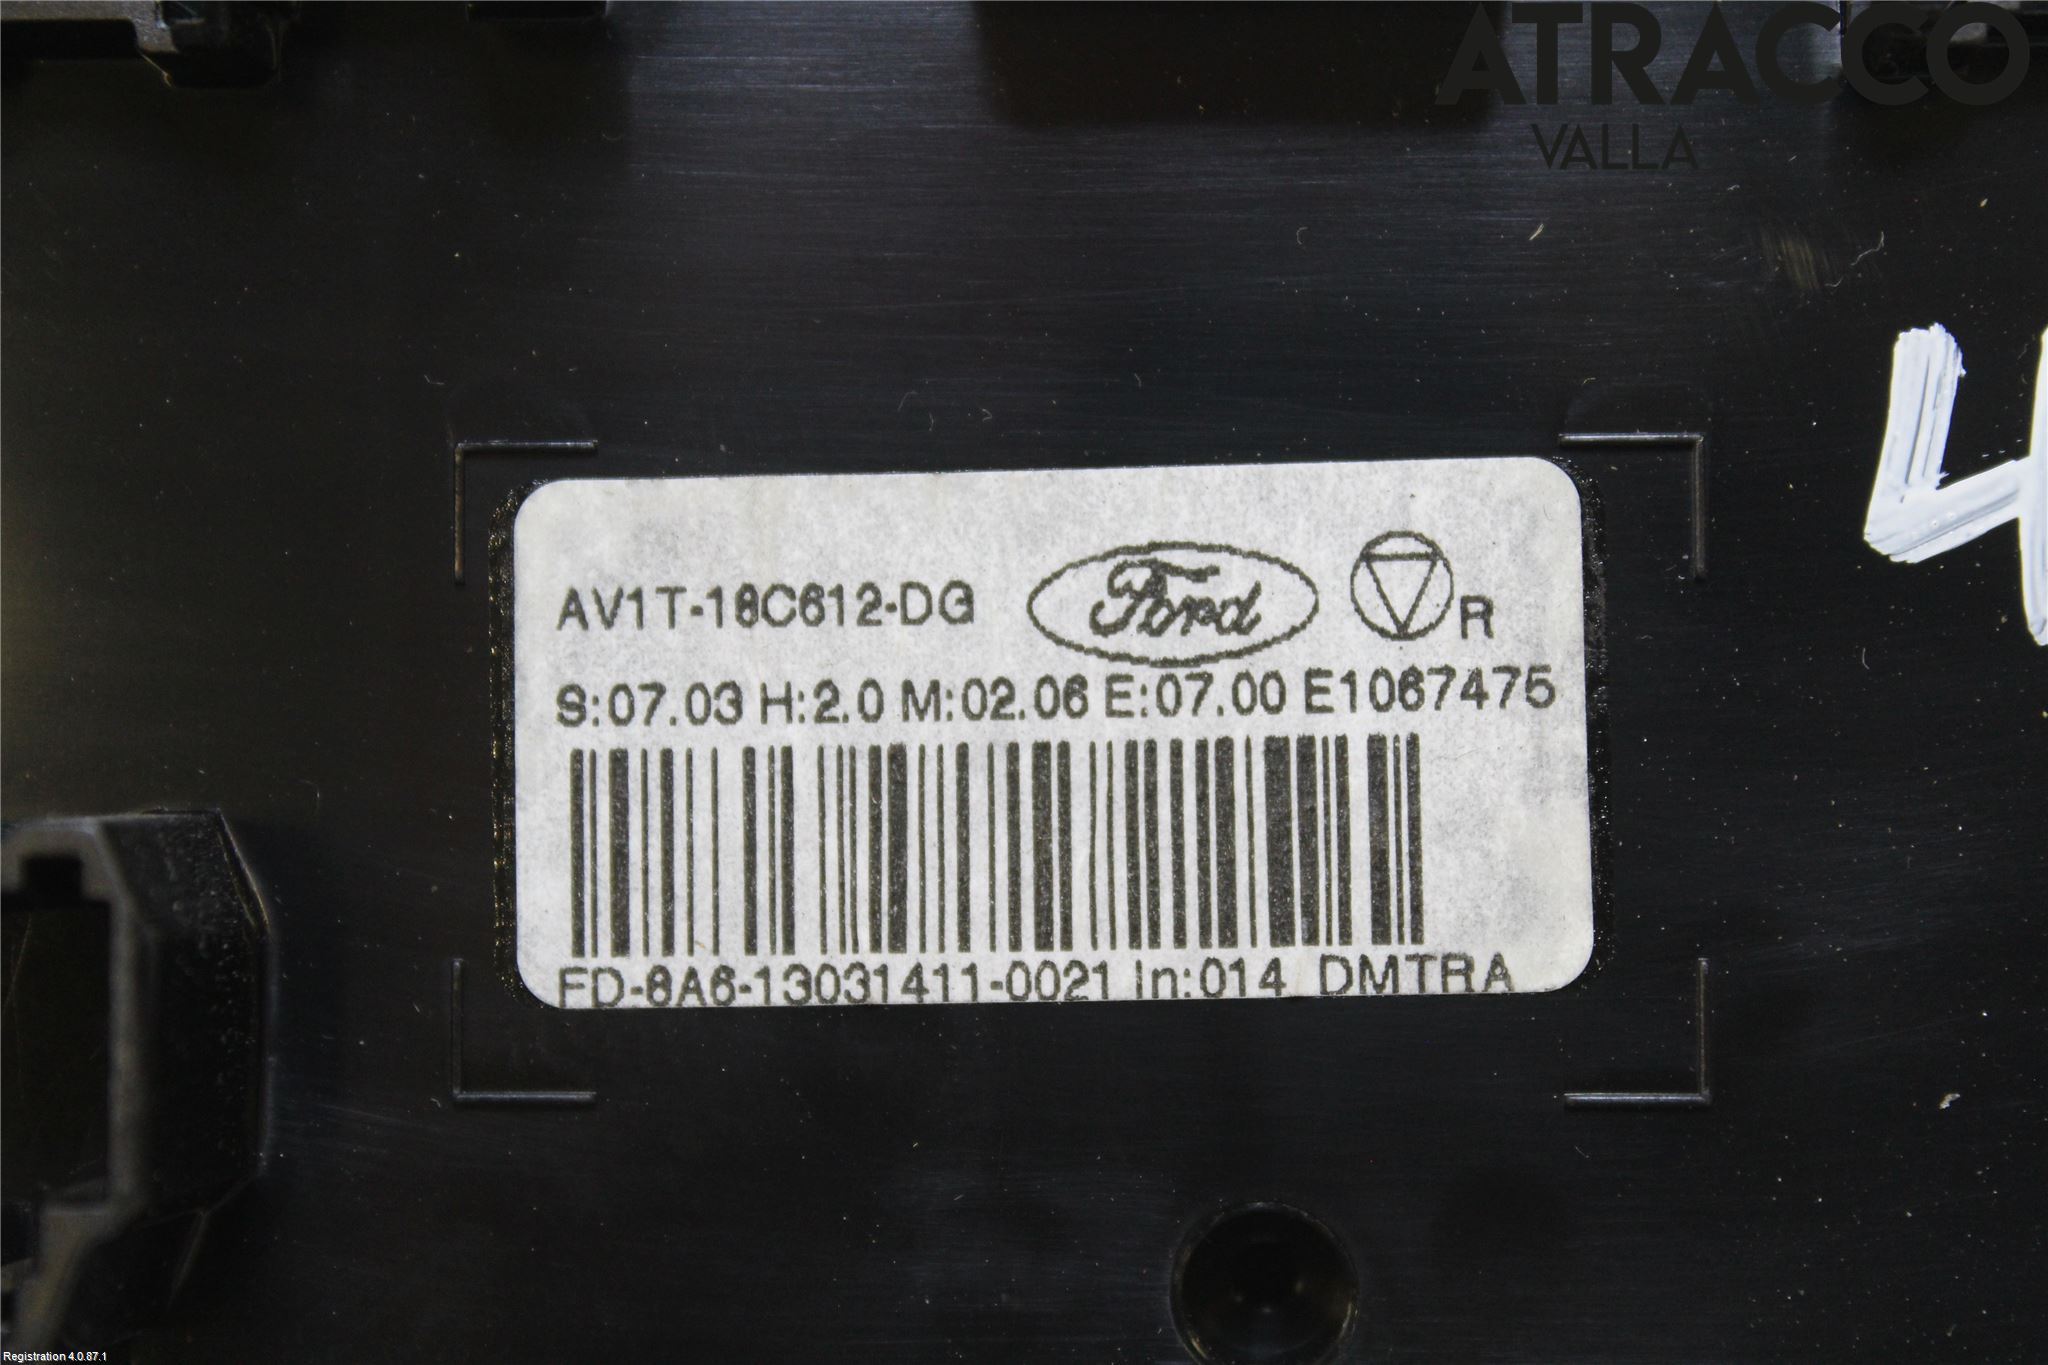 ATRACCO
VALLA
4
AV1T-18C612-DG Ford R
S:07.03 H:2.0 M:02.06 E:07.00 E1067475
FD-8A6-13031411-0021 In:014 DMTRA
Registration 4.0.87.1